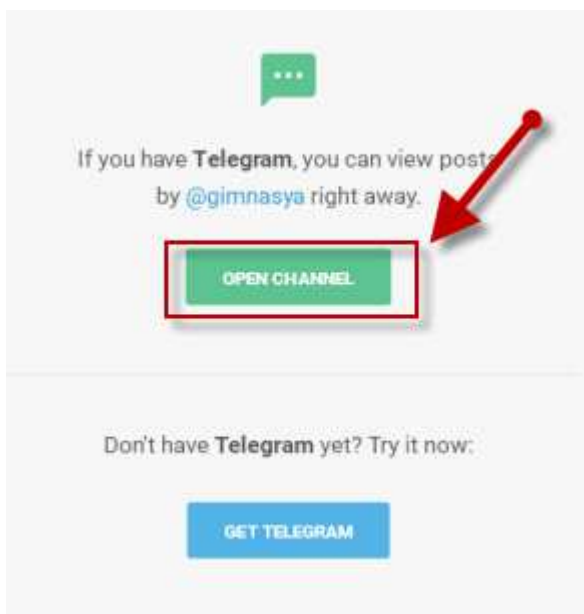 If you have Telegram, you can view posts
by @gimnasya right away.
OPEN CHANNEL
Don't have Telegram yet? Try it now:
GET TELEGRAM